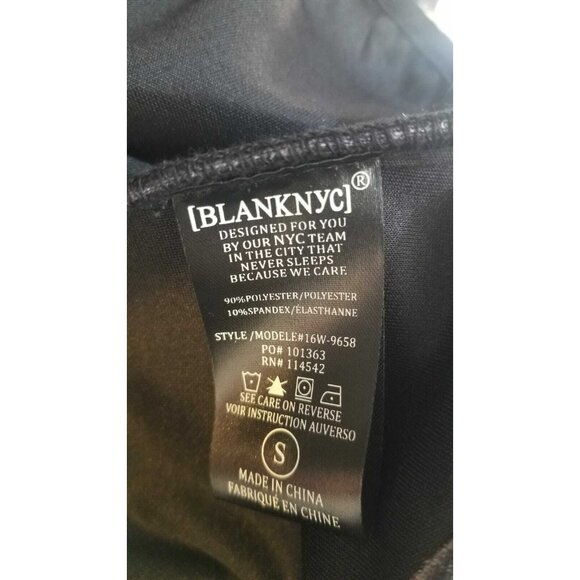 [BLANKNYC]®
DESIGNED FOR YOU
BY OUR NYC TEAM
IN THE CITY THAT
NEVER SLEEPS
BECAUSE WE CARE
90%POLYESTER/POLYESTER
10%SPANDEX/ÉLASTHANNE
STYLE /MODELE#16W-9658
PO# 101363
RN# 114542
SEE CARE ON REVERSE
VOIR INSTRUCTION AUVERSO
S
MADE IN CHINA
FABRIQUÉ EN CHINE